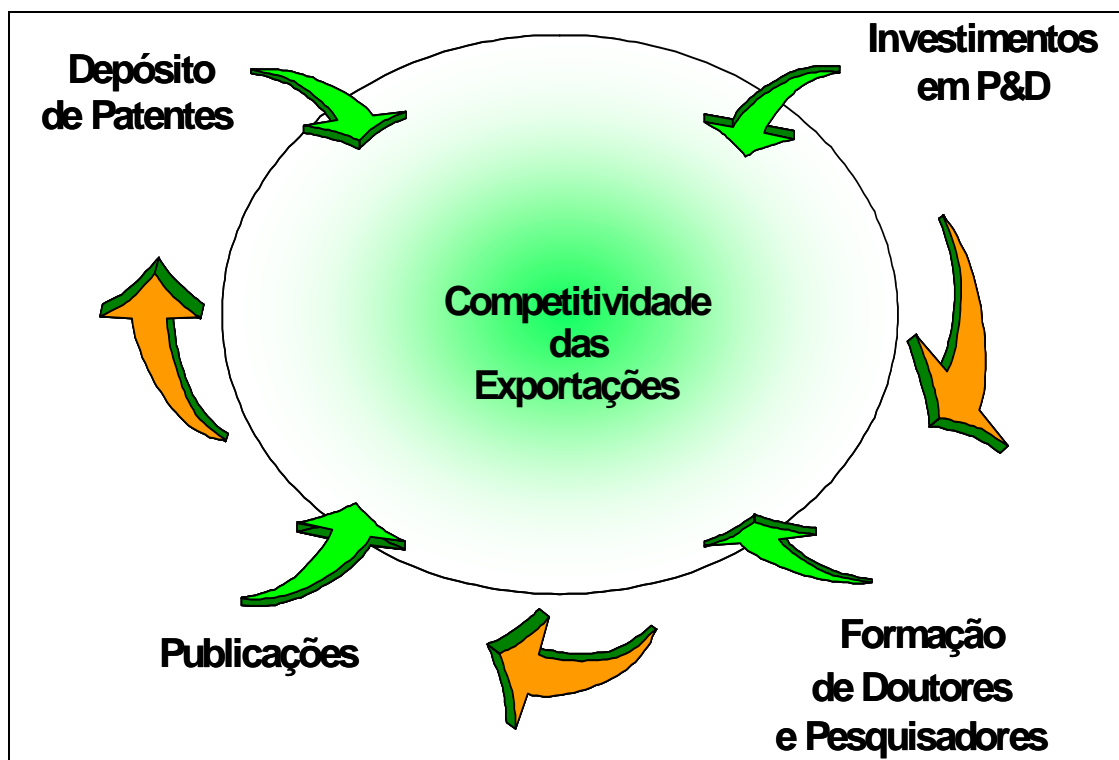 Depósito
de Patentes
Investimentos
em P&D
Competitividade
das
Exportações
Publicações
Formação
de Doutores
e Pesquisadores